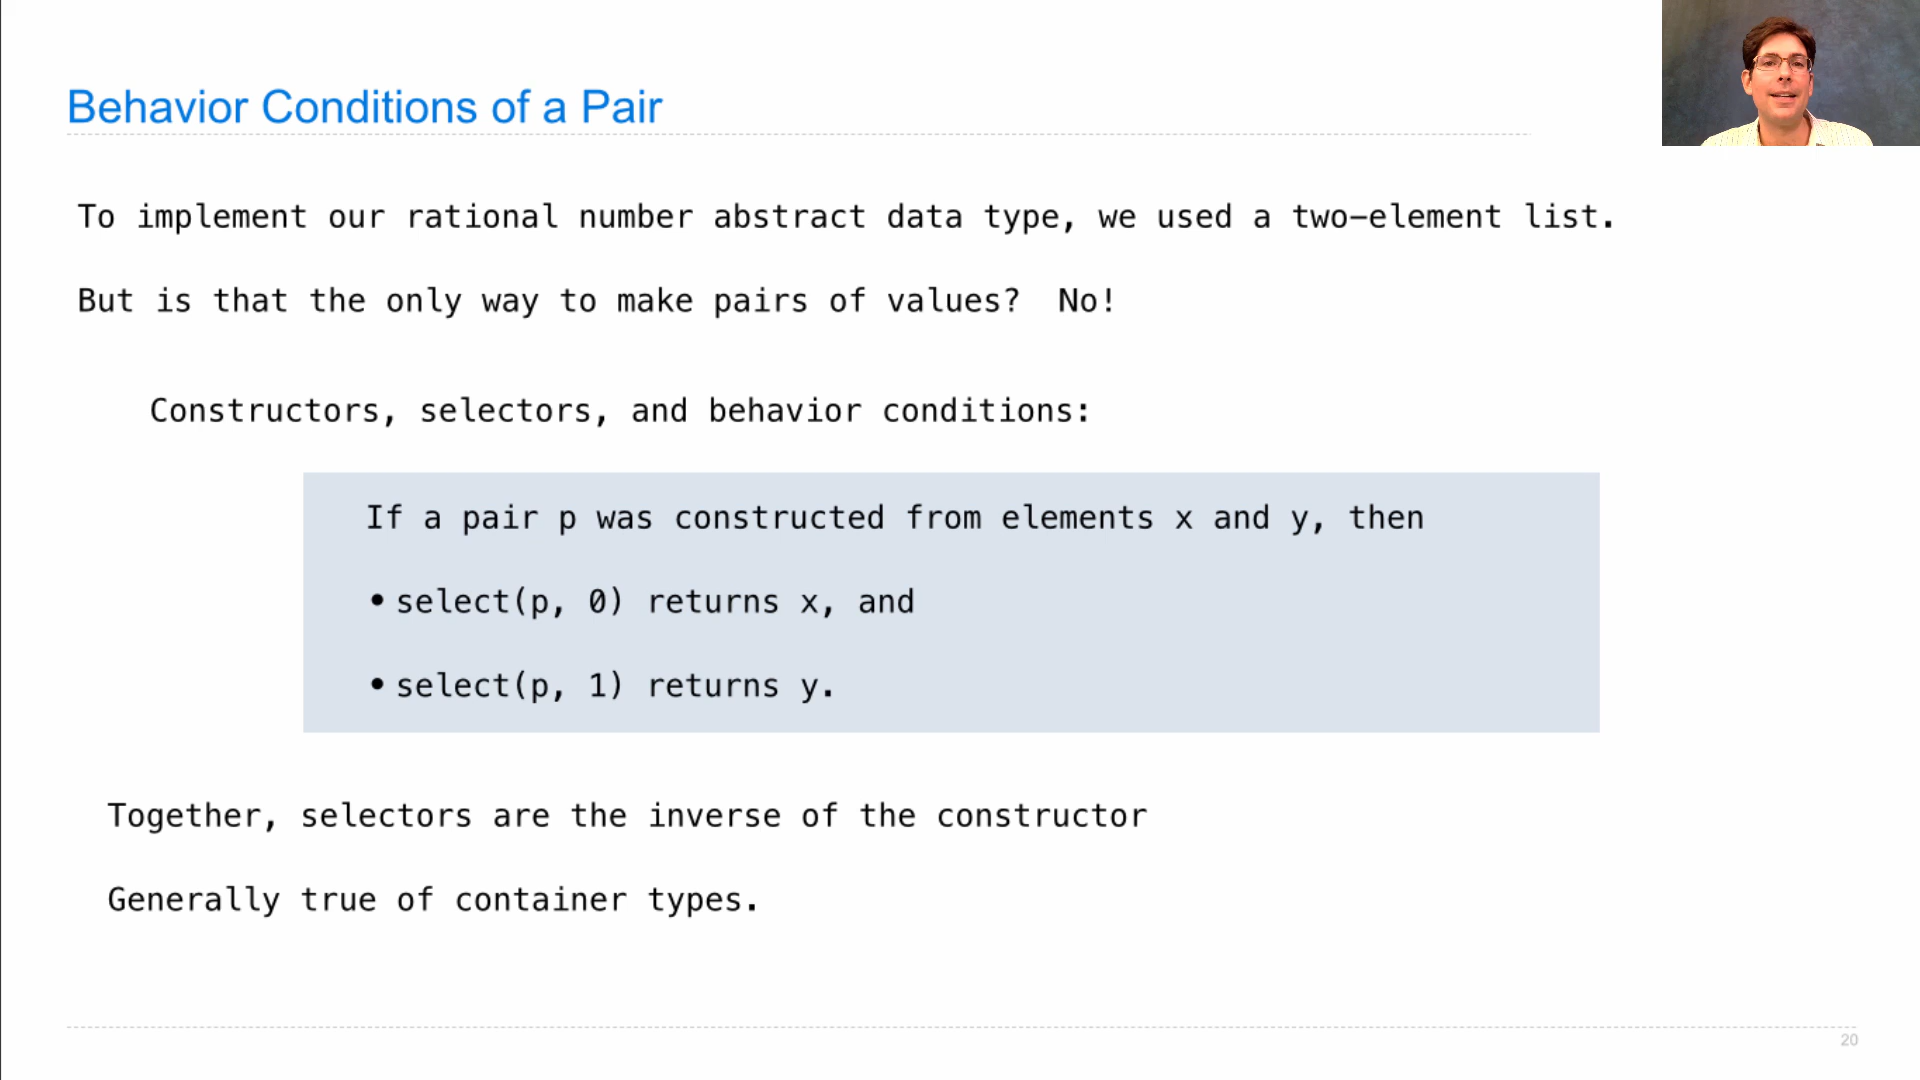 Behavior Conditions of a Pair
To implement our rational number abstract data type, we used a two-element list.
But is that the only way to make pairs of values?  No!
Constructors, selectors, and behavior conditions:
If a pair p was constructed from elements x and y, then
• select(p, 0) returns x, and
• select(p, 1) returns y.
Together, selectors are the inverse of the constructor
Generally true of container types.
20